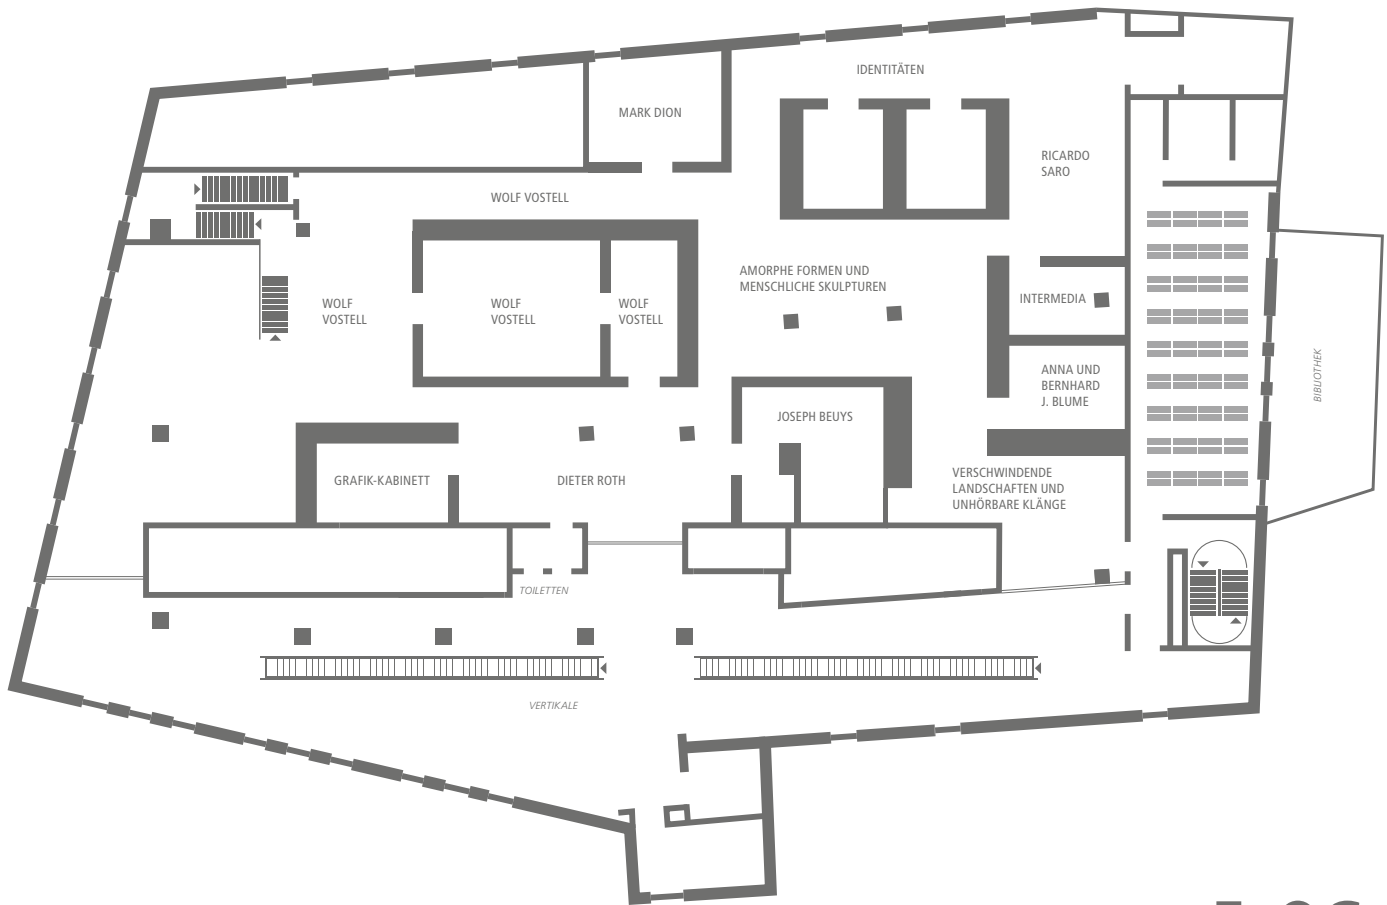 IDENTITÄTEN
MARK DION
RICARDO
SARO
WOLF VOSTELL
AMORPHE FORMEN UND
MENSCHLICHE SKULPTUREN
INTERMEDIA
WOLF
VOSTELL
WOLF
VOSTELL
WOLF
VOSTELL
BIBLIOTHEK
ANNA UND
BERNHARD
J. BLUME
JOSEPH BEUYS
GRAFIK-KABINETT
DIETER ROTH
VERSCHWINDENDE
LANDSCHAFTEN UND
UNHÖRBARE KLÄNGE
TOILETTEN
VERTIKALE